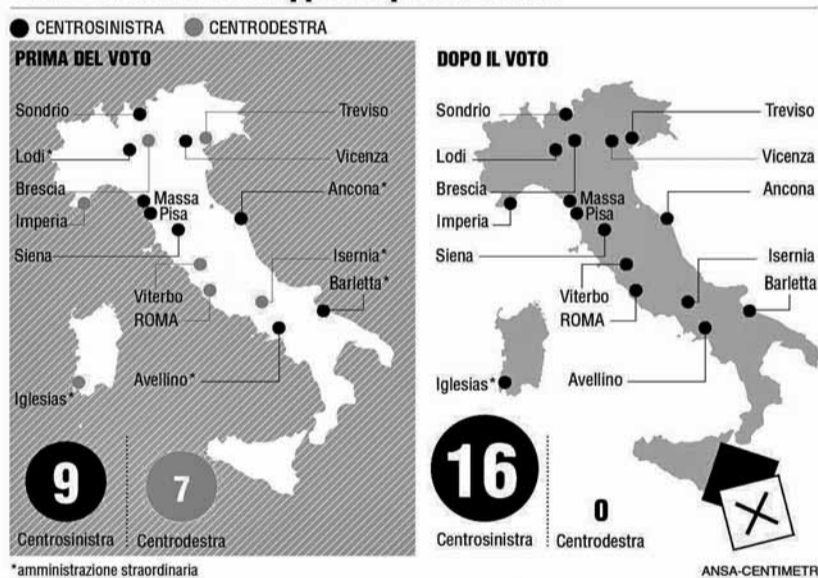 CENTROSINISTRA CENTRODESTRA
PRIMA DEL VOTO
Sondrio
Treviso
Lodi*
Vicenza
Brescia
Massa
Ancona*
Imperia
Pisa
Siena
Isernia*
Viterbo
Barletta*
ROMA
Iglesias*
Avellino*
9
7
Centrosinistra
Centrodestra
*amministrazione straordinaria
DOPO IL VOTO
Sondrio
Treviso
Lodi
Vicenza
Brescia
Massa
Ancona
Imperia
Pisa
Siena
Isernia
Viterbo
Barletta
ROMA
Iglesias*
Avellino
16
0
Centrosinistra
Centrodestra
ANSA-CENTIMETR